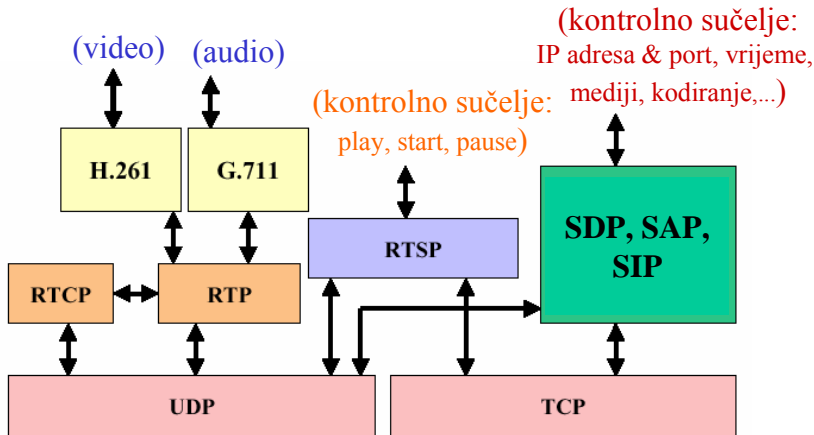 (video)
(audio)
(kontrolno sučelje:
IP adresa & port, vrijeme,
mediji, kodiranje,...)
(kontrolno sučelje:
play, start, pause)
H.261
G.711
SDP, SAP,
SIP
RTSP
RTCP
RTP
UDP
TCP